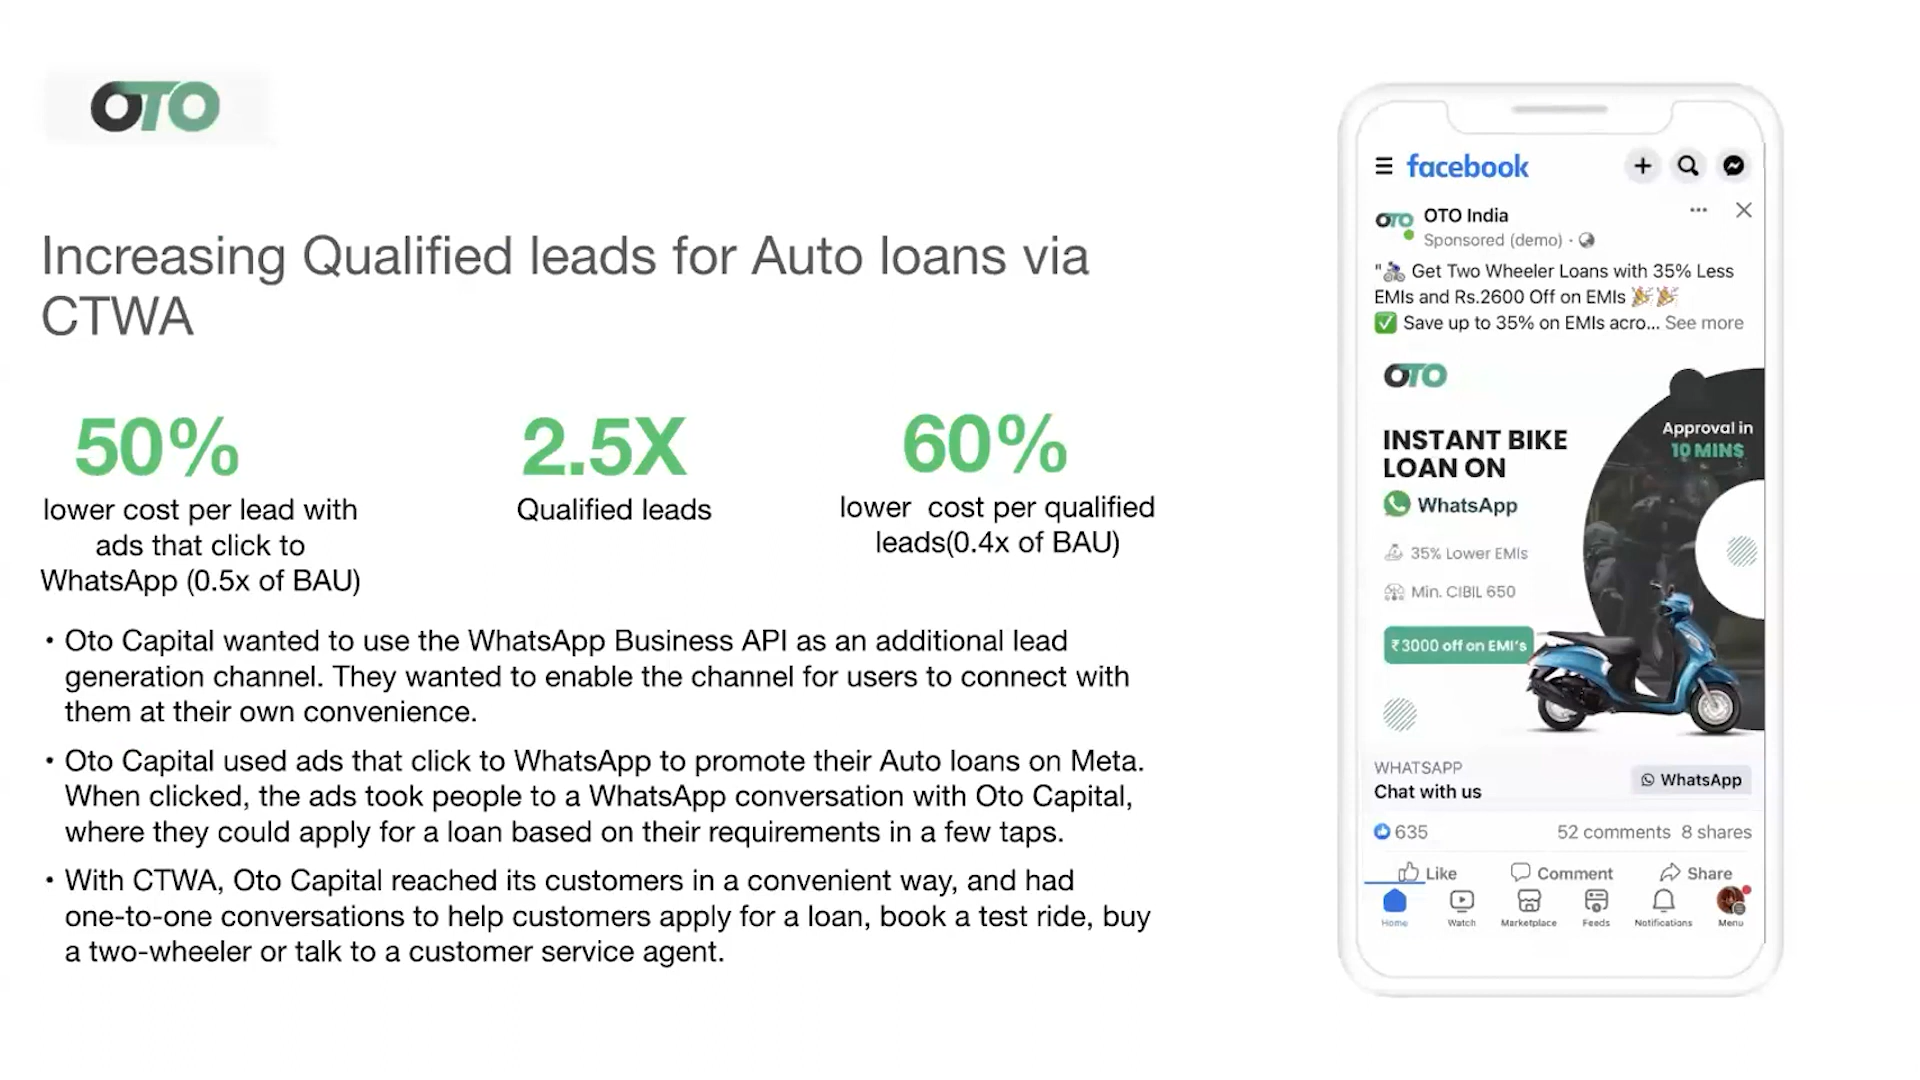 OTO
Increasing Qualified leads for Auto loans via
CTWA
50%
lower cost per lead with
ads that click to
WhatsApp (0.5x of BAU)
2.5X
Qualified leads
60%
lower cost per qualified
leads(0.4x of BAU)
• Oto Capital wanted to use the WhatsApp Business API as an additional lead
generation channel. They wanted to enable the channel for users to connect with
them at their own convenience.
• Oto Capital used ads that click to WhatsApp to promote their Auto loans on Meta.
When clicked, the ads took people to a WhatsApp conversation with Oto Capital,
where they could apply for a loan based on their requirements in a few taps.
• With CTWA, Oto Capital reached its customers in a convenient way, and had
one-to-one conversations to help customers apply for a loan, book a test ride, buy
a two-wheeler or talk to a customer service agent.
facebook
OTO
OTO India
Sponsored (demo) ·
"🚴 Get Two Wheeler Loans with 35% Less
EMIs and Rs.2600 Off on EMIs 🎉🎉
✅ Save up to 35% on EMIs acro... See more
OTO
INSTANT BIKE
LOAN ON
WhatsApp
35% Lower EMIs
Min. CIBIL 650
₹3000 off on EMI's
Approval in
10 MINS
WHATSAPP
Chat with us
WhatsApp
635
52 comments 8 shares
Like Comment Share
Home Watch Marketplace Feeds Notifications Menu